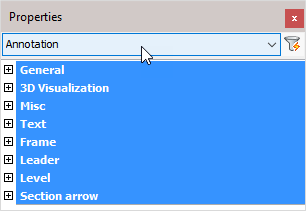 Properties
Annotation
General
3D Visualization
Misc
Text
Frame
Leader
Level
Section arrow